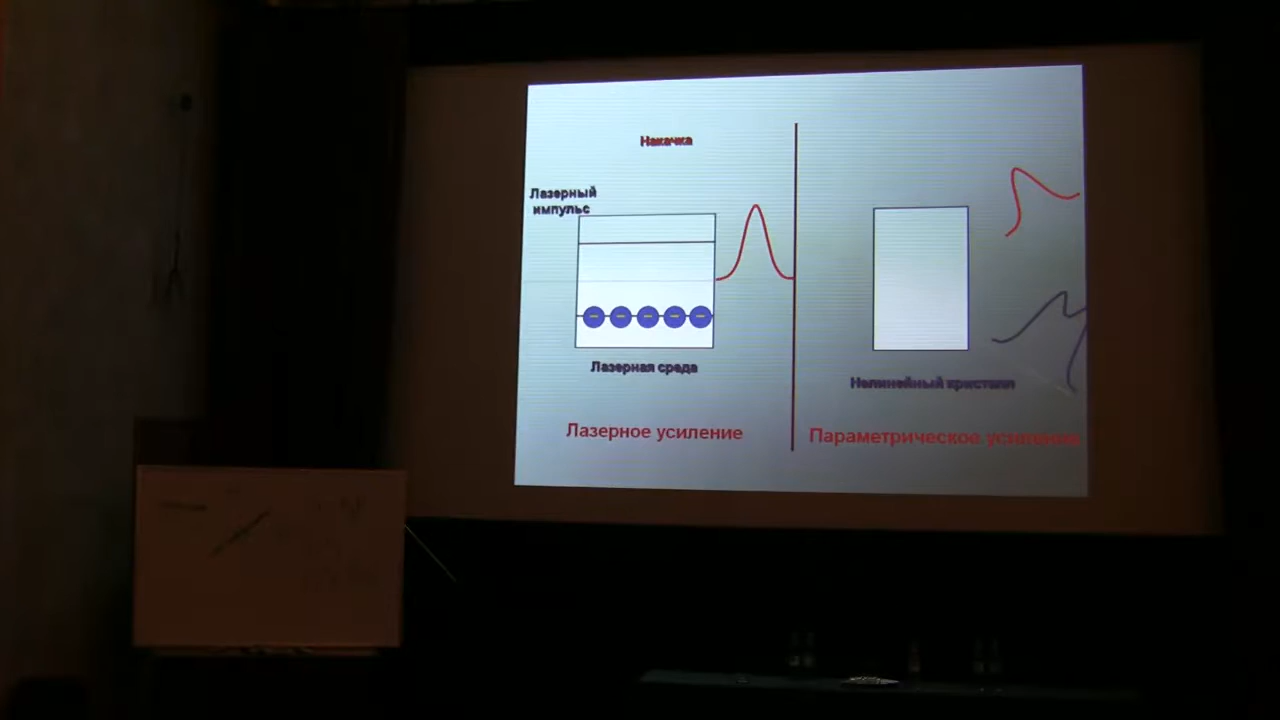 Накачка
Лазерный
импульс
Лазерная среда
Нелинейный кристалл
Лазерное усиление
Параметрическое усиление